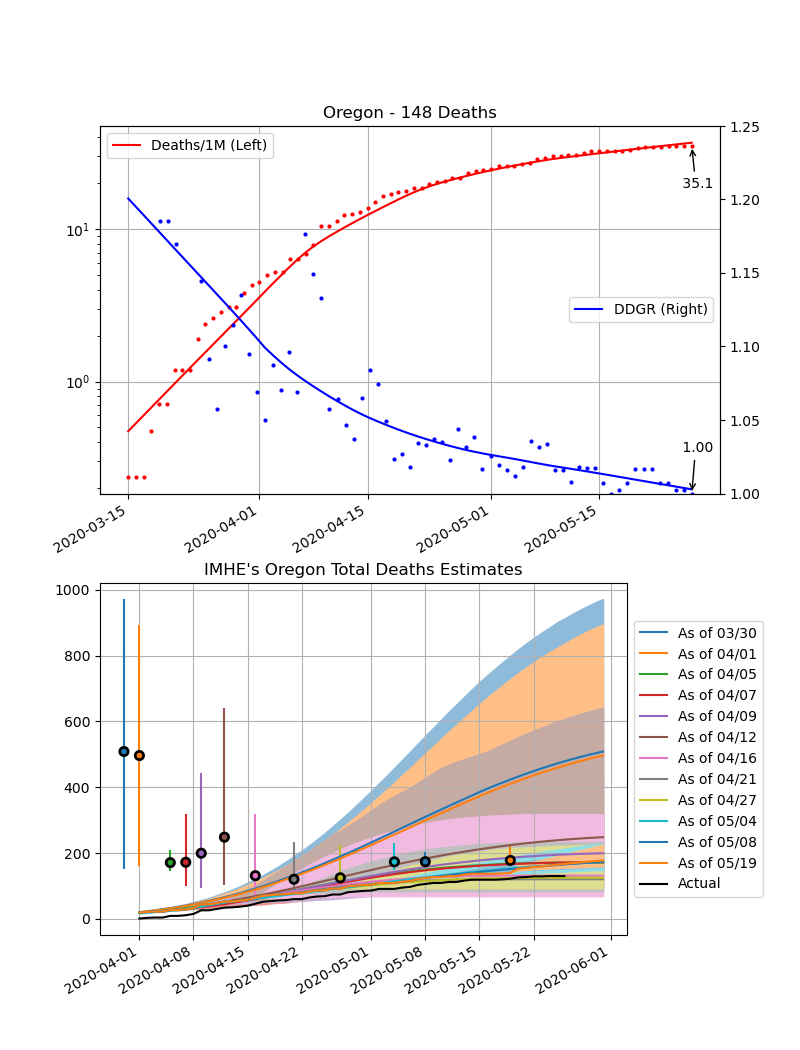 Oregon - 148 Deaths
Deaths/1M (Left)
DDGR (Right)
35.1
1.00
10¹
10⁰
1.25
1.20
1.15
1.10
1.05
1.00
2020-03-15
2020-04-01
2020-04-15
2020-05-01
2020-05-15
IMHE's Oregon Total Deaths Estimates
1000
800
600
400
200
0
2020-04-01
2020-04-08
2020-04-15
2020-04-22
2020-05-01
2020-05-08
2020-05-15
2020-05-22
2020-06-01
As of 03/30
As of 04/01
As of 04/05
As of 04/07
As of 04/09
As of 04/12
As of 04/16
As of 04/21
As of 04/27
As of 05/04
As of 05/08
As of 05/19
Actual